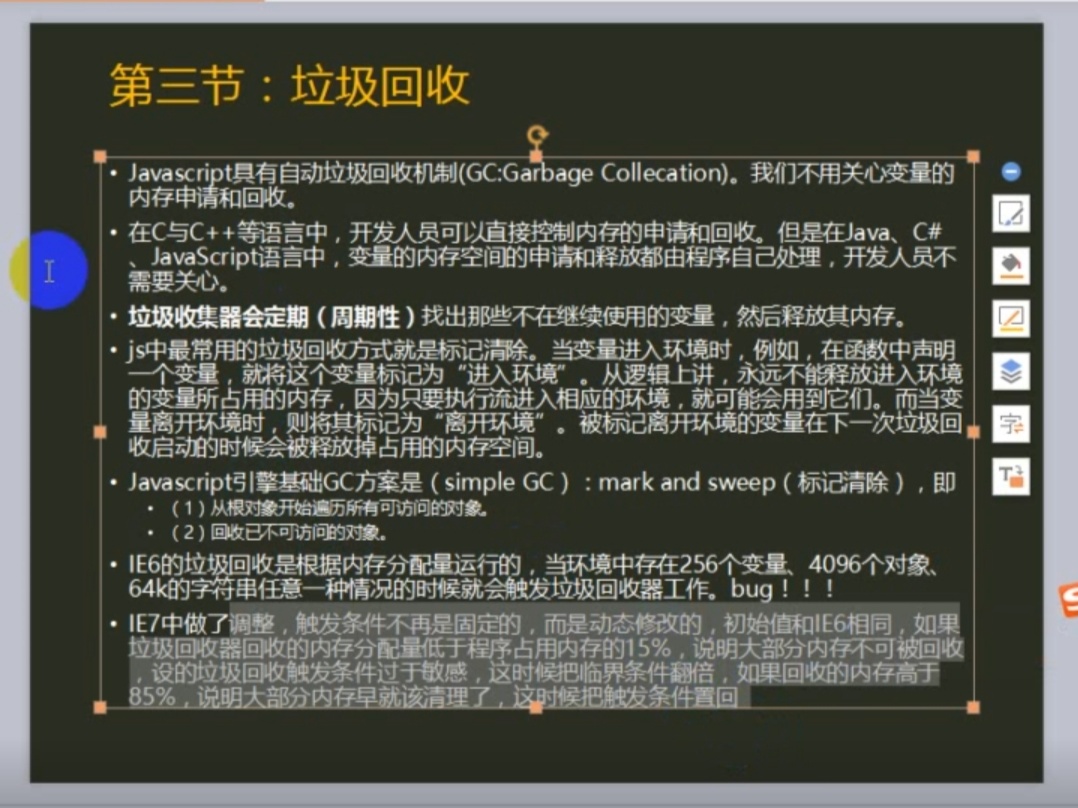 第三节：垃圾回收
• Javascript具有自动垃圾回收机制(GC:Garbage Collecation)。我们不用关心变量的
内存申请和回收。
• 在C与C++等语言中，开发人员可以直接控制内存的申请和回收。但是在Java、C#
、JavaScript语言中，变量的内存空间的申请和释放都由程序自己处理，开发人员不
需要关心。
• 垃圾收集器会定期（周期性）找出那些不在继续使用的变量，然后释放其内存。
• js中最常用的垃圾回收方式就是标记清除。当变量进入环境时，例如，在函数中声明
一个变量，就将这个变量标记为“进入环境”。从逻辑上讲，永远不能释放进入环境
的变量所占用的内存，因为只要执行流进入相应的环境，就可能会用到它们。而当变
量离开环境时，则将其标记为“离开环境”。被标记离开环境的变量在下一次垃圾回
收启动的时候会被释放掉占用的内存空间。
• Javascript引擎基础GC方案是（simple GC）：mark and sweep（标记清除），即
• （1）从根对象开始遍历所有可访问的对象。
• （2）回收已不可访问的对象。
• IE6的垃圾回收是根据内存分配量运行的，当环境中存在256个变量、4096个对象、
64k的字符串任意一种情况的时候就会触发垃圾回收器工作。bug！！！
• IE7中做了调整，触发条件不再是固定的，而是动态修改的，初始值和IE6相同，如果
垃圾回收器回收的内存分配量低于程序占用内存的15%，说明大部分内存不可被回收
，设的垃圾回收触发条件过于敏感，这时候把临界条件翻倍，如果回收的内存高于
85%，说明大部分内存早就该清理了，这时候把触发条件置回
字
T